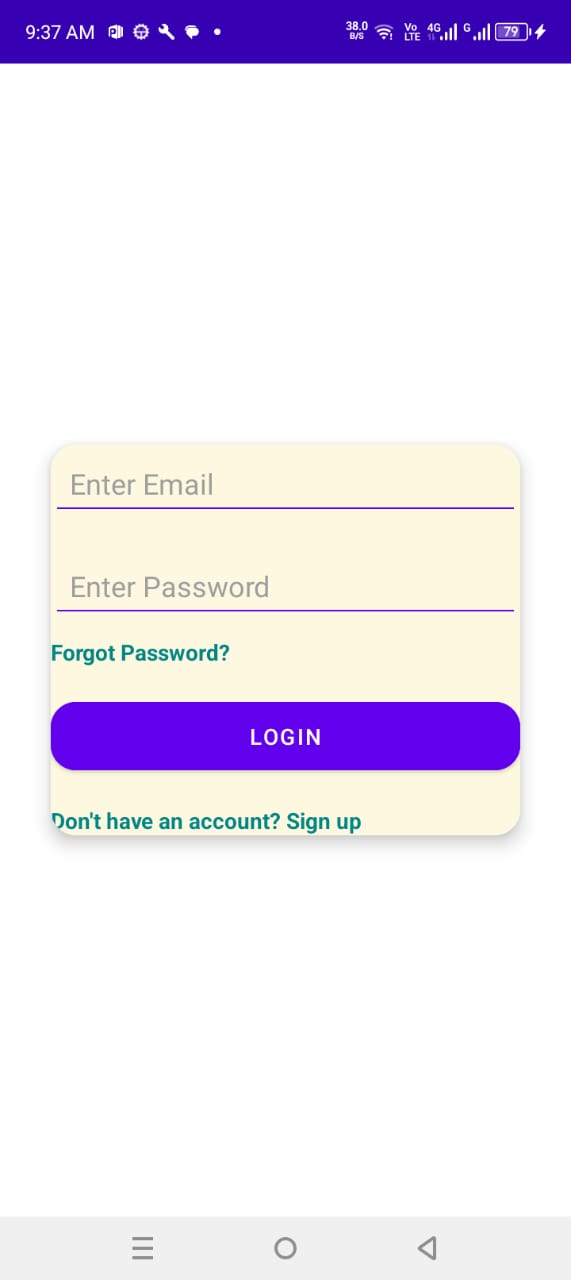 9:37 AM 38.0 B/S Vo LTE 4G G 79
Enter Email
Enter Password
Forgot Password?
LOGIN
Don't have an account? Sign up